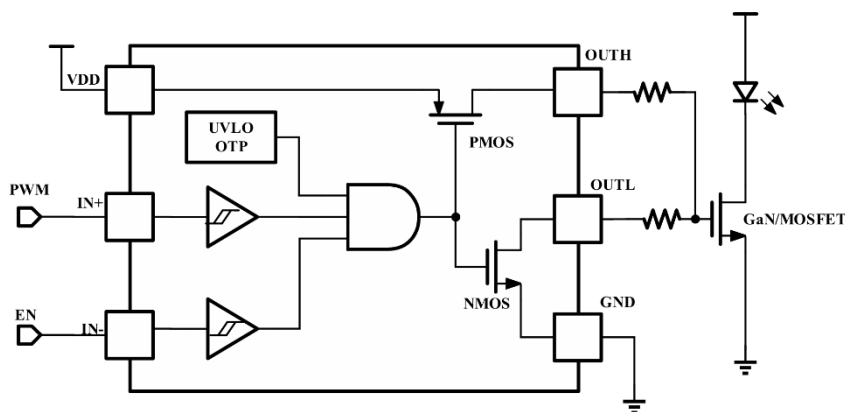 OUTH
VDD
UVLO
OTP
PMOS
PWM
IN+
OUTL
GaN/MOSFET
EN
IN-
NMOS
GND